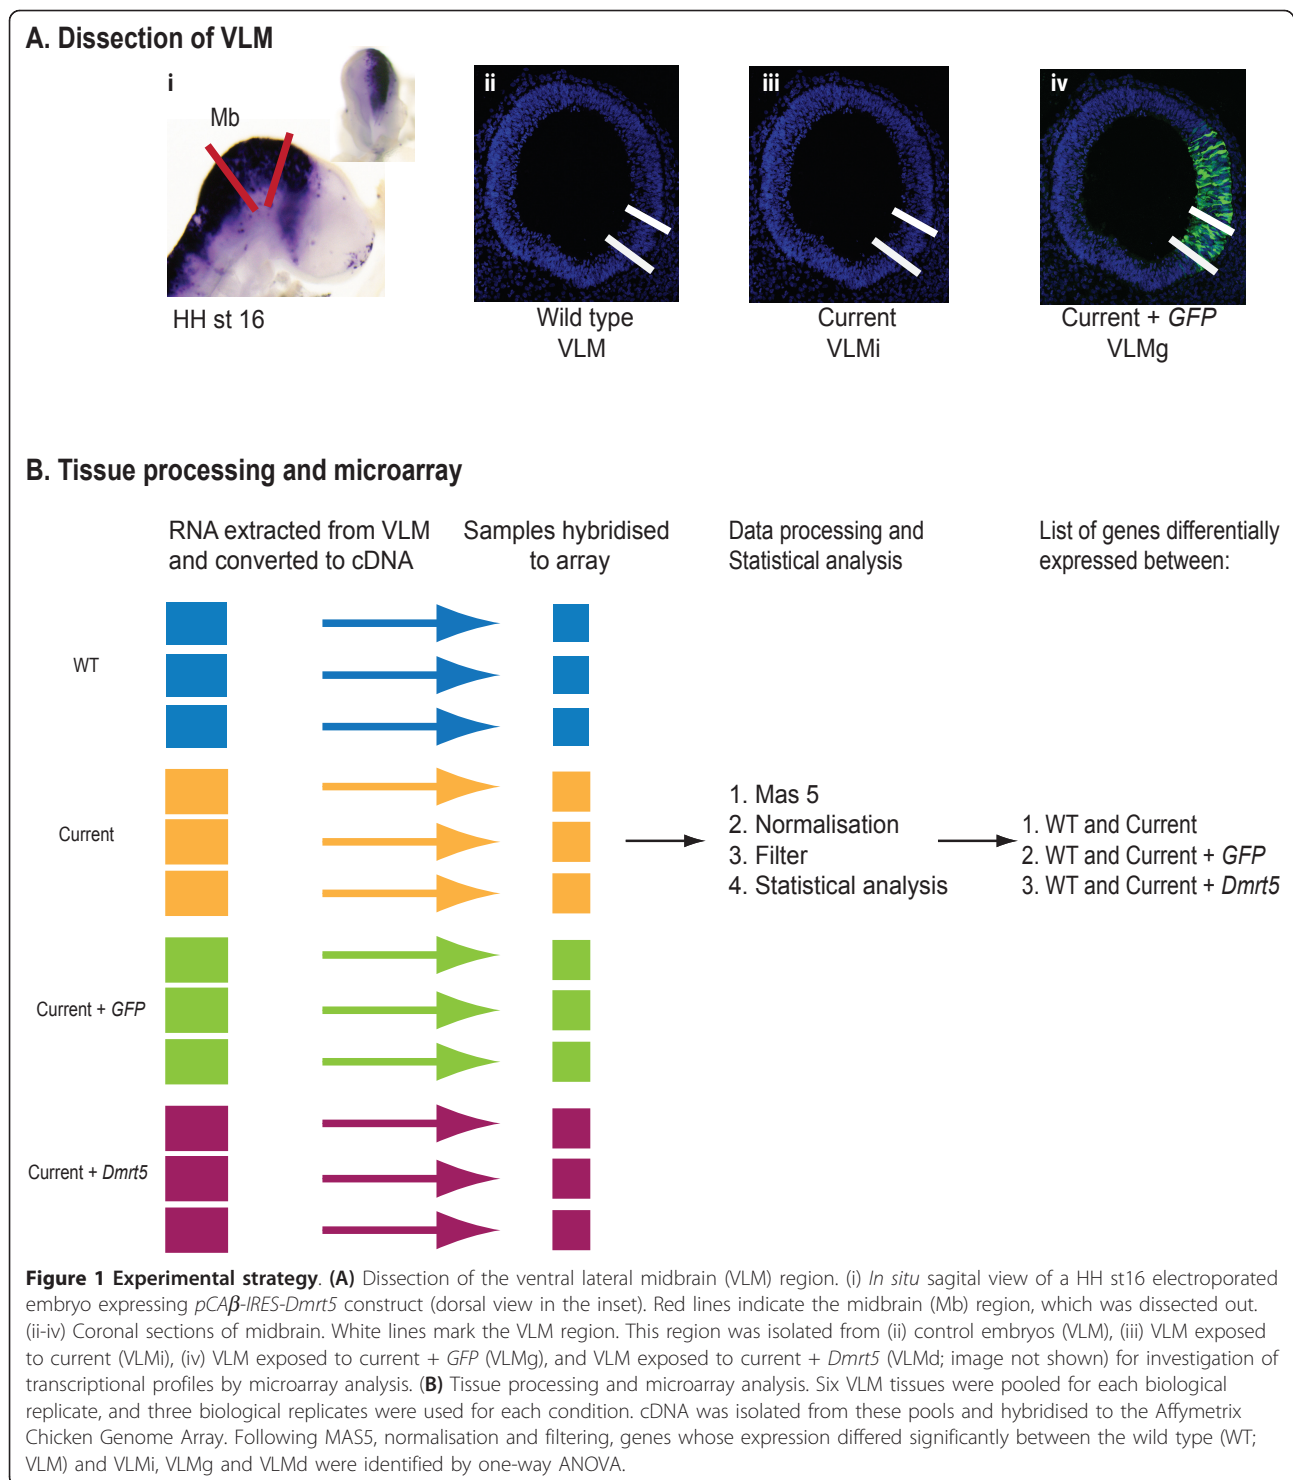 A. Dissection of VLM
i
Mb
HH st 16
ii
Wild type
VLM
iii
Current
VLMi
iv
Current + GFP
VLMg
B. Tissue processing and microarray
RNA extracted from VLM
and converted to cDNA
Samples hybridised
to array
Data processing and
Statistical analysis
List of genes differentially
expressed between:
WT
Current
Current + GFP
Current + Dmrt5
1. Mas 5
2. Normalisation
3. Filter
4. Statistical analysis
1. WT and Current
2. WT and Current + GFP
3. WT and Current + Dmrt5
Figure 1 Experimental strategy. (A) Dissection of the ventral lateral midbrain (VLM) region. (i) In situ sagital view of a HH st16 electroporated
embryo expressing pCAβ-IRES-Dmrt5 construct (dorsal view in the inset). Red lines indicate the midbrain (Mb) region, which was dissected out.
(ii-iv) Coronal sections of midbrain. White lines mark the VLM region. This region was isolated from (ii) control embryos (VLM), (iii) VLM exposed
to current (VLMi), (iv) VLM exposed to current + GFP (VLMg), and VLM exposed to current + Dmrt5 (VLMd; image not shown) for investigation of
transcriptional profiles by microarray analysis. (B) Tissue processing and microarray analysis. Six VLM tissues were pooled for each biological
replicate, and three biological replicates were used for each condition. cDNA was isolated from these pools and hybridised to the Affymetrix
Chicken Genome Array. Following MAS5, normalisation and filtering, genes whose expression differed significantly between the wild type (WT;
VLM) and VLMi, VLMg and VLMd were identified by one-way ANOVA.